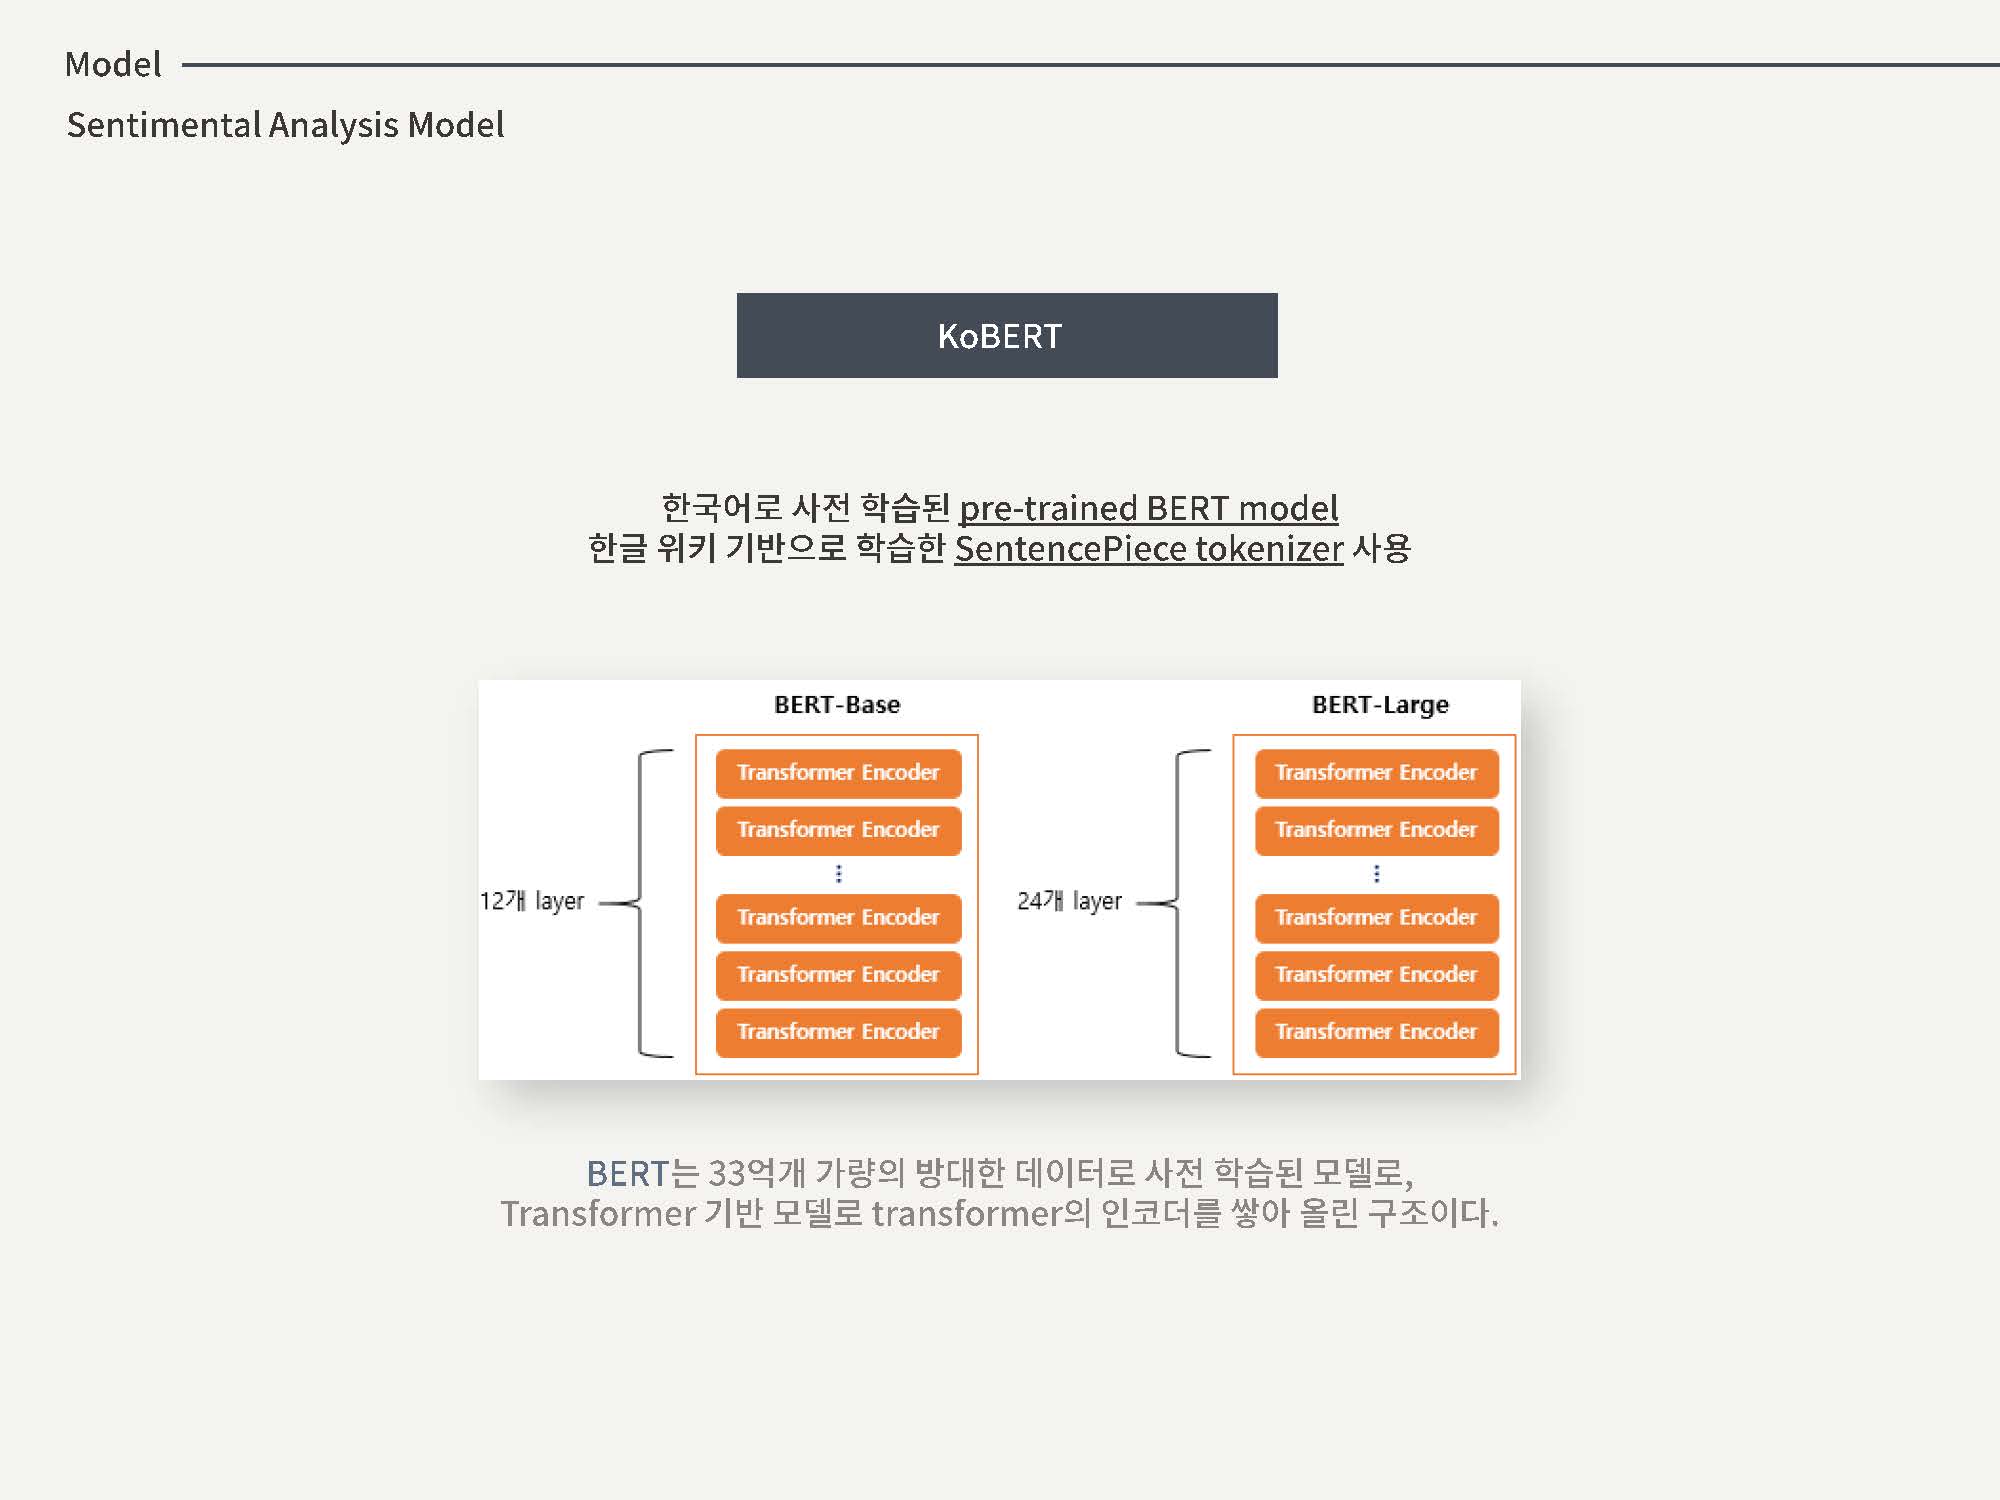 Model
Sentimental Analysis Model
KoBERT
한국어로 사전 학습된 pre-trained BERT model
한글 위키 기반으로 학습한 SentencePiece tokenizer 사용
BERT-Base
Transformer Encoder
Transformer Encoder
⋮
12개 layer
Transformer Encoder
Transformer Encoder
Transformer Encoder
BERT-Large
Transformer Encoder
Transformer Encoder
⋮
24개 layer
Transformer Encoder
Transformer Encoder
Transformer Encoder
BERT는 33억개 가량의 방대한 데이터로 사전 학습된 모델로,
Transformer 기반 모델로 transformer의 인코더를 쌓아 올린 구조이다.